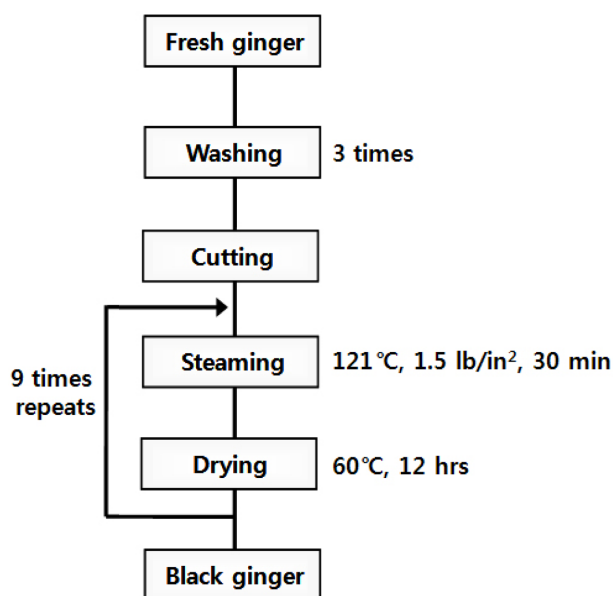 Fresh ginger
Washing 3 times
Cutting
Steaming 121℃, 1.5 lb/in², 30 min
9 times
repeats
Drying 60℃, 12 hrs
Black ginger